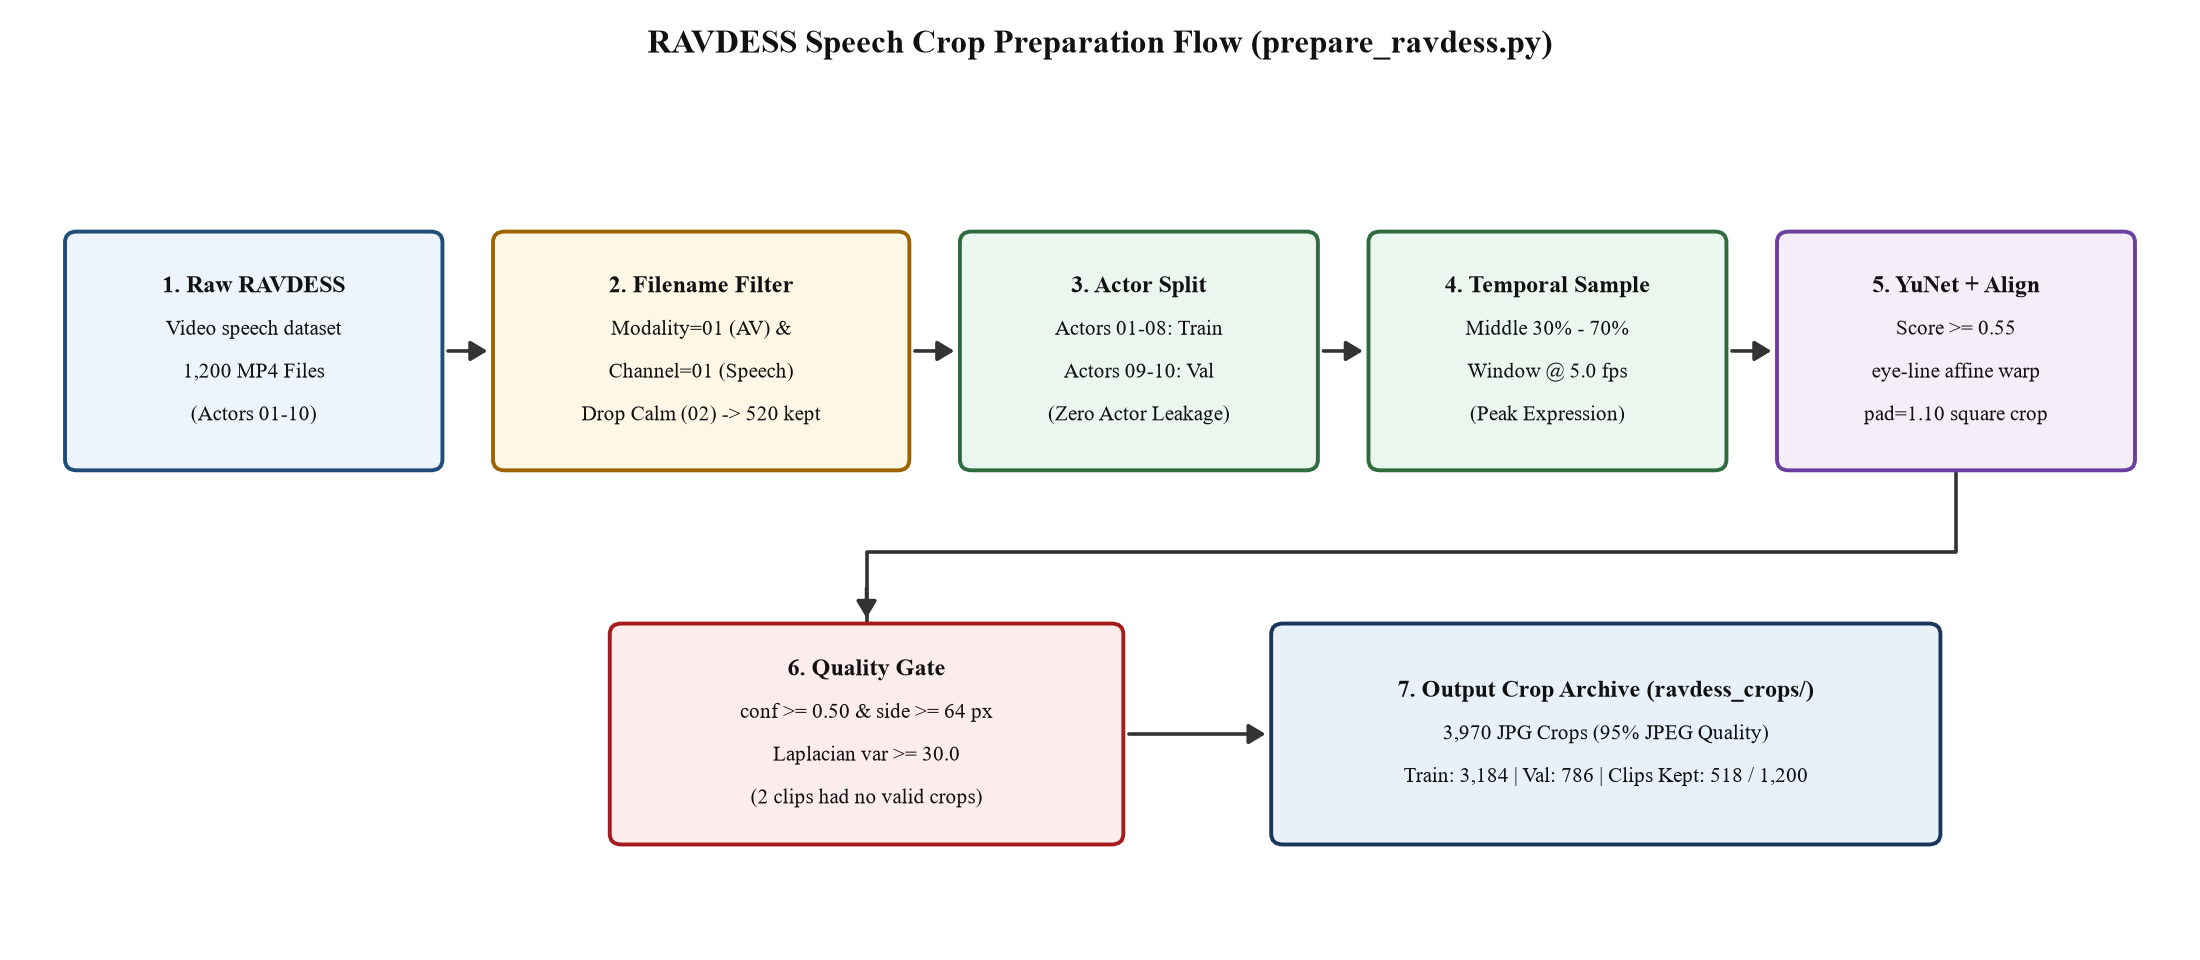 RAVDESS Speech Crop Preparation Flow (prepare_ravdess.py)
1. Raw RAVDESS
Video speech dataset
1,200 MP4 Files
(Actors 01-10)
2. Filename Filter
Modality=01 (AV) &
Channel=01 (Speech)
Drop Calm (02) -> 520 kept
3. Actor Split
Actors 01-08: Train
Actors 09-10: Val
(Zero Actor Leakage)
4. Temporal Sample
Middle 30% - 70%
Window @ 5.0 fps
(Peak Expression)
5. YuNet + Align
Score >= 0.55
eye-line affine warp
pad=1.10 square crop
6. Quality Gate
conf >= 0.50 & side >= 64 px
Laplacian var >= 30.0
(2 clips had no valid crops)
7. Output Crop Archive (ravdess_crops/)
3,970 JPG Crops (95% JPEG Quality)
Train: 3,184 | Val: 786 | Clips Kept: 518 / 1,200